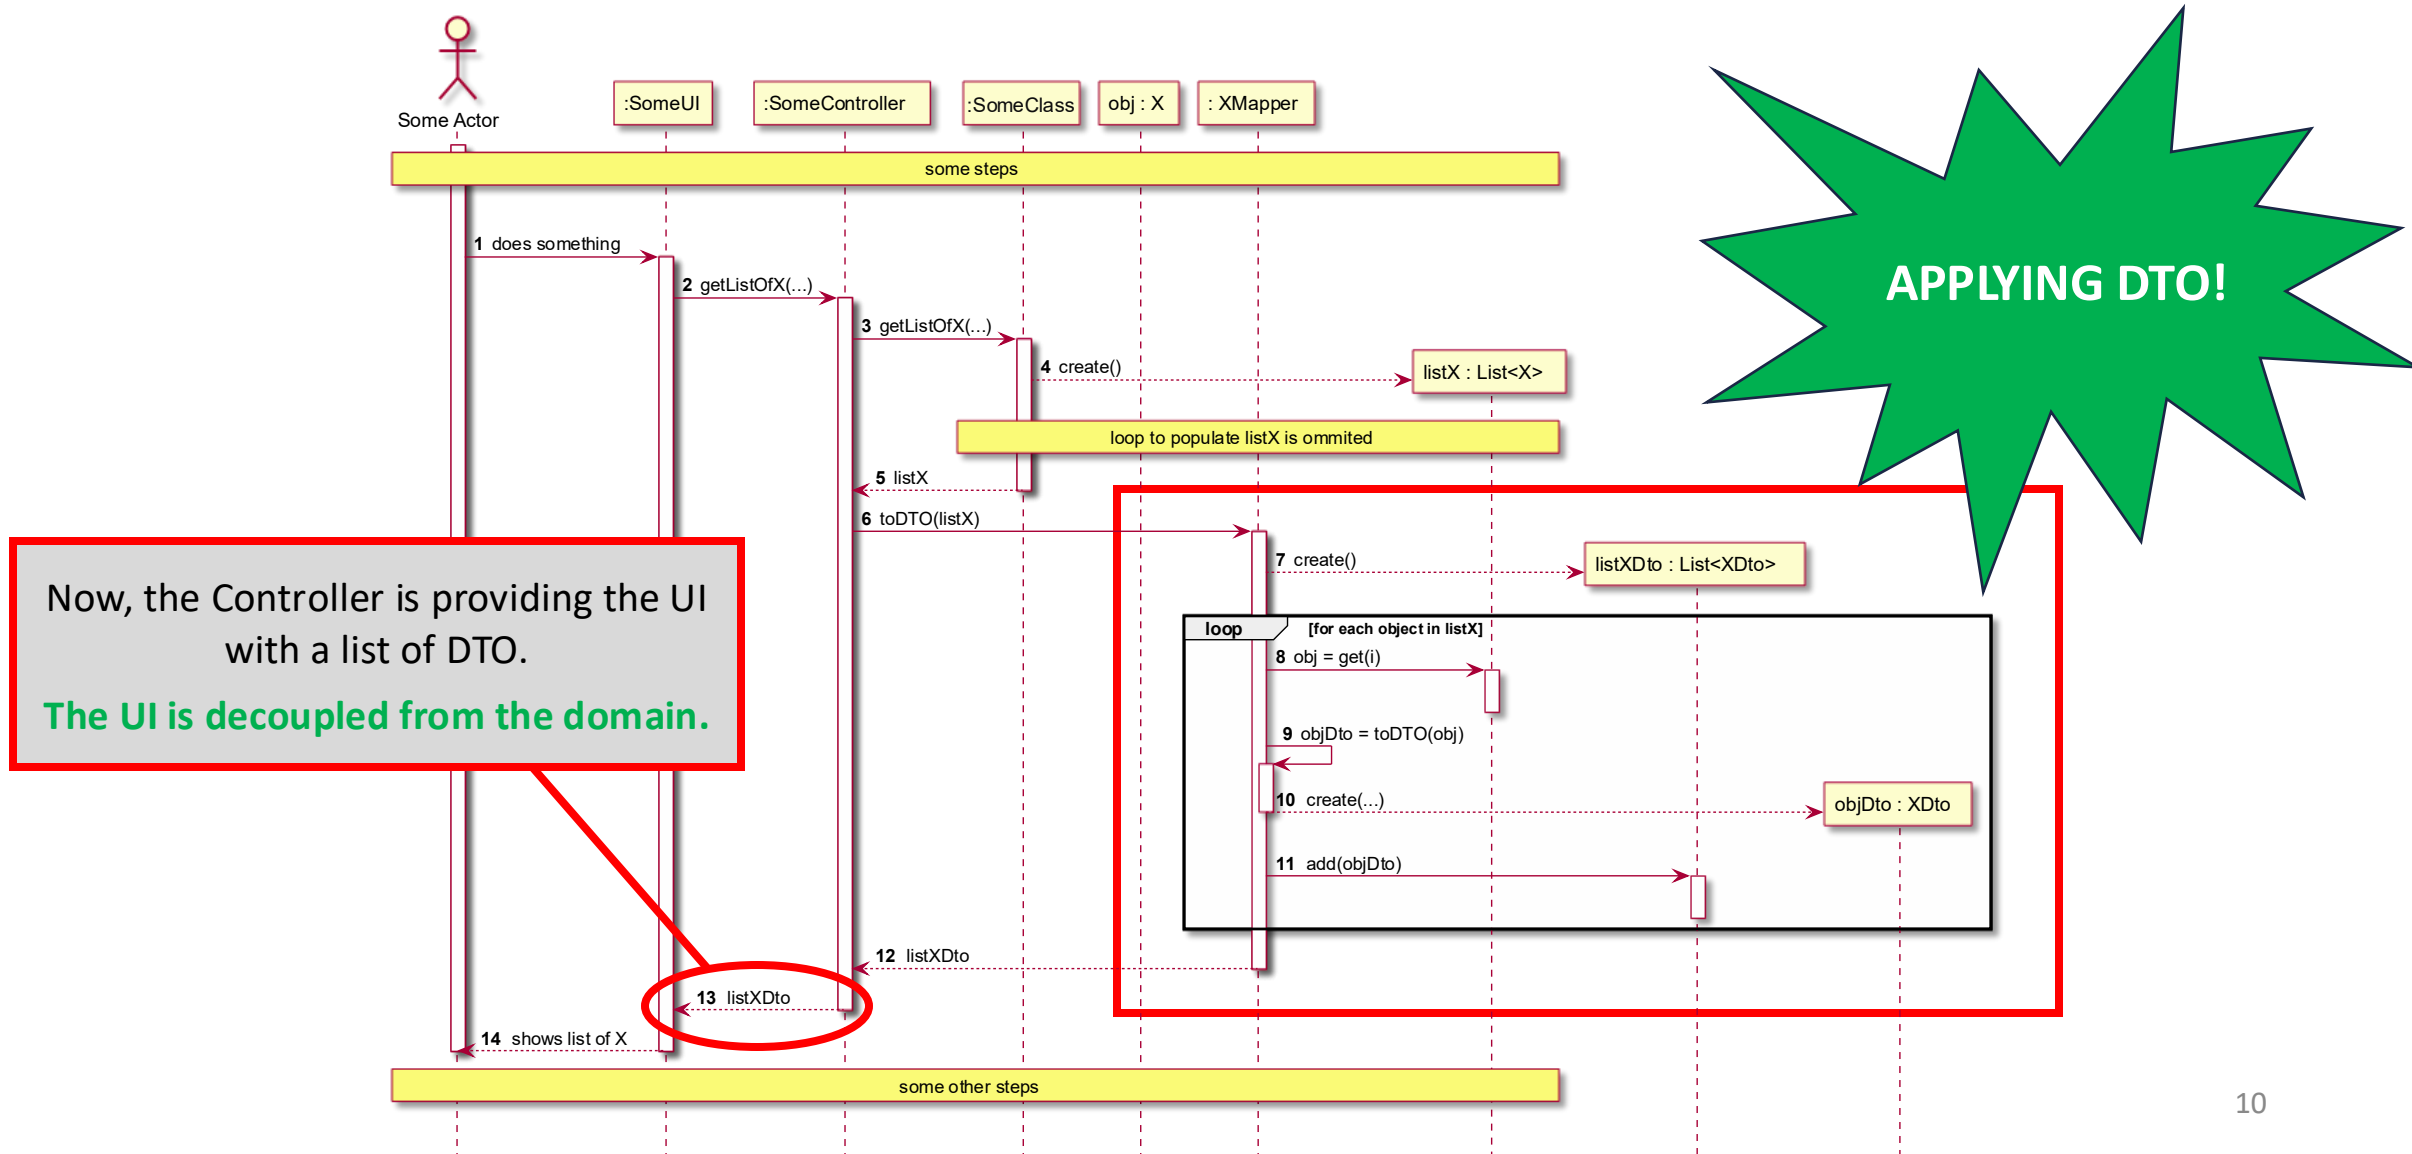 Some Actor
:SomeUI
:SomeController
:SomeClass
obj : X
: XMapper
some steps
APPLYING DTO!
1 does something
2 getListOfX(...)
3 getListOfX(...)
4 create()
listX : List<X>
loop to populate listX is ommited
5 listX
6 toDTO(listX)
7 create()
listXDto : List<XDto>
Now, the Controller is providing the UI
with a list of DTO.
The UI is decoupled from the domain.
loop
[for each object in listX]
8 obj = get(i)
9 objDto = toDTO(obj)
10 create(...)
objDto : XDto
11 add(objDto)
12 listXDto
13 listXDto
14 shows list of X
some other steps
10